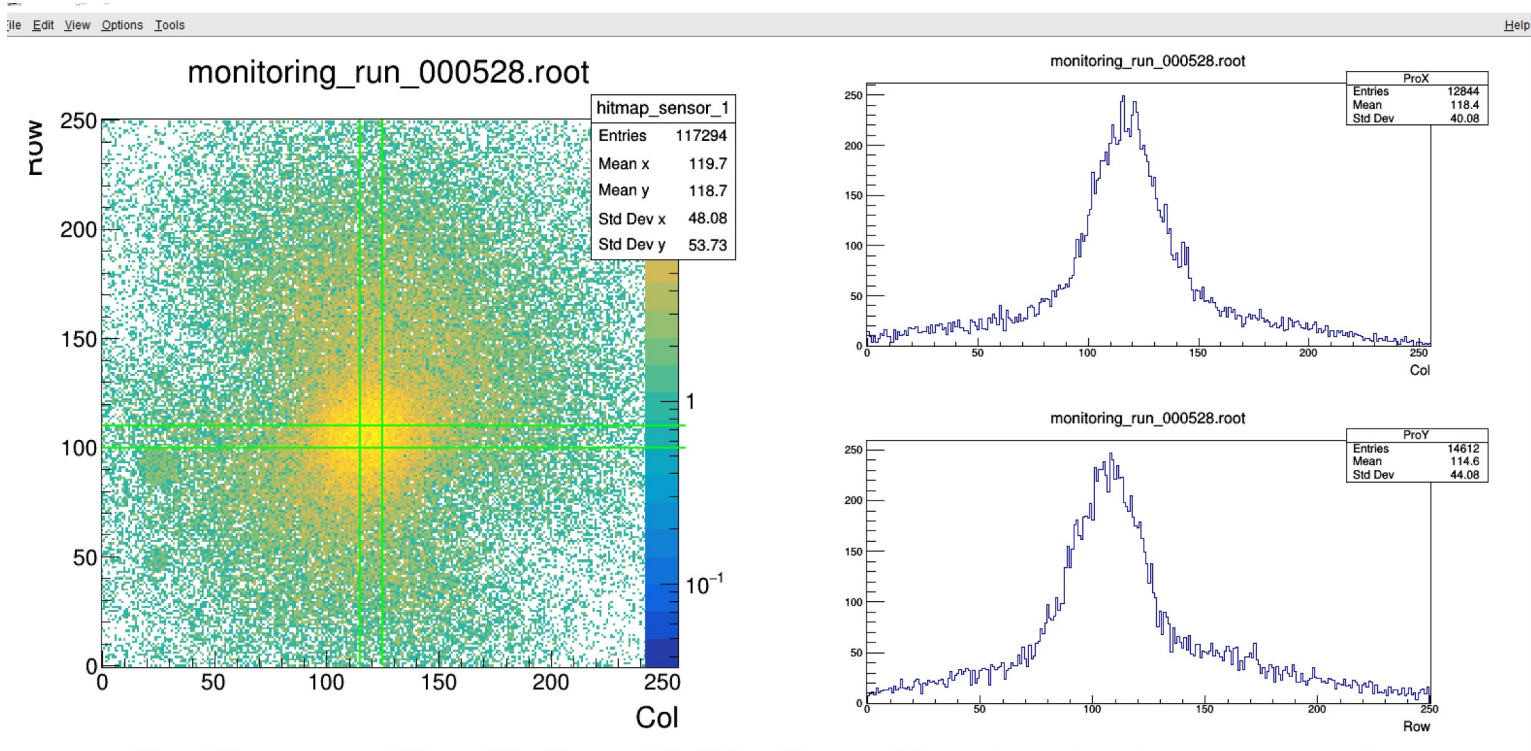 ile Edit View Options Tools Help
monitoring_run_000528.root
hitmap_sensor_1
Entries 117294
Mean x 119.7
Mean y 118.7
Std Dev x 48.08
Std Dev y 53.73
Row
250
200
150
100
50
0
0 50 100 150 200 250
Col
1
10⁻¹
monitoring_run_000528.root
ProX
Entries 12844
Mean 118.4
Std Dev 40.08
250
200
150
100
50
0
0 50 100 150 200 250
Col
monitoring_run_000528.root
ProY
Entries 14612
Mean 114.6
Std Dev 44.08
250
200
150
100
50
0
0 50 100 150 200 250
Row